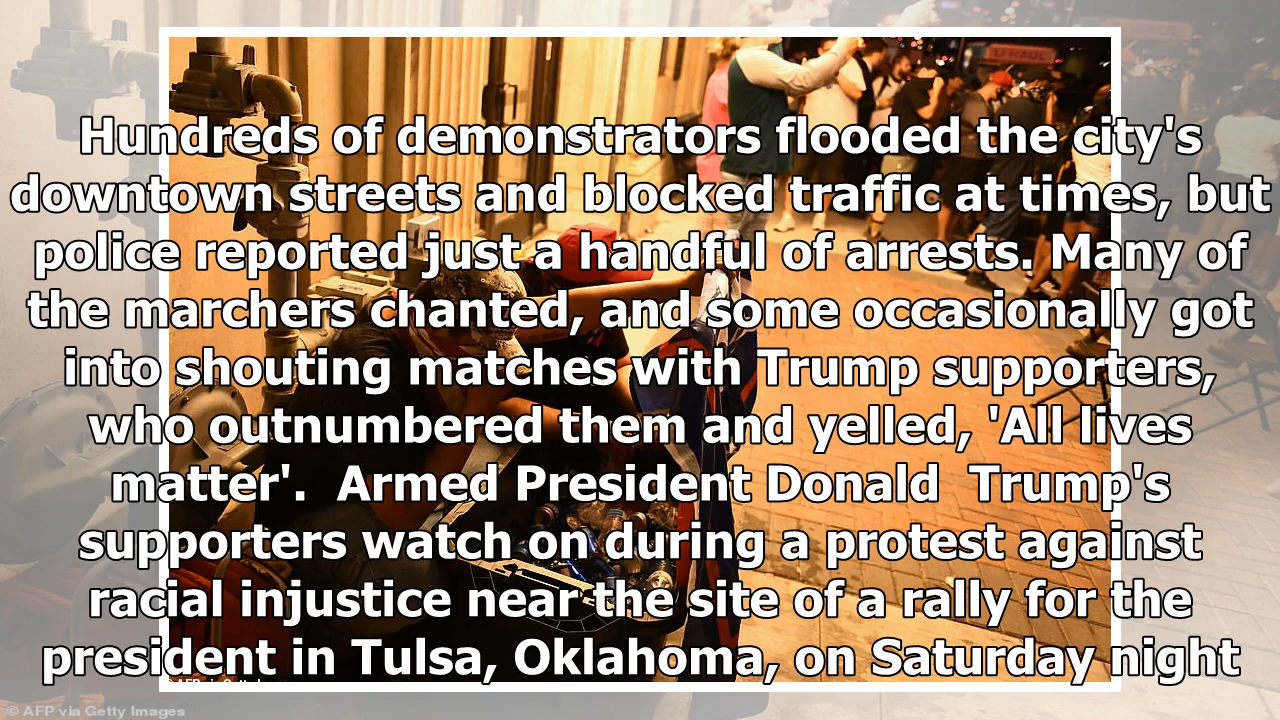 Hundreds of demonstrators flooded the city's
downtown streets and blocked traffic at times, but
police reported just a handful of arrests. Many of
the marchers chanted, and some occasionally got
into shouting matches with Trump supporters,
who outnumbered them and yelled, 'All lives
matter'.  Armed President Donald  Trump's
supporters watch on during a protest against
racial injustice near the site of a rally for the
president in Tulsa, Oklahoma, on Saturday night
© AFP via Getty Images